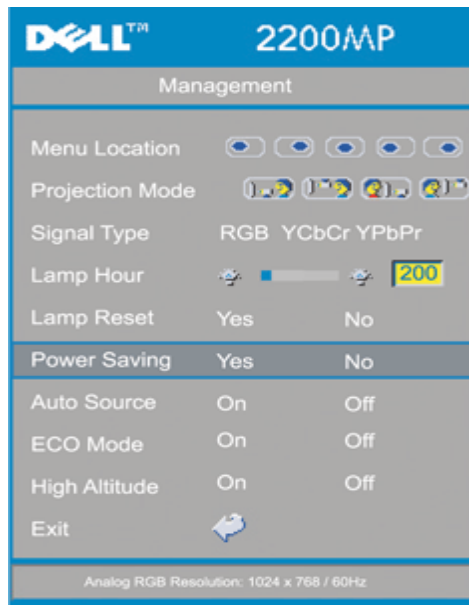 DELL™ 2200MP
Management
Menu Location
Projection Mode
Signal Type RGB YCbCr YPbPr
Lamp Hour 200
Lamp Reset Yes No
Power Saving Yes No
Auto Source On Off
ECO Mode On Off
High Altitude On Off
Exit
Analog RGB Resolution: 1024 x 768 / 60Hz